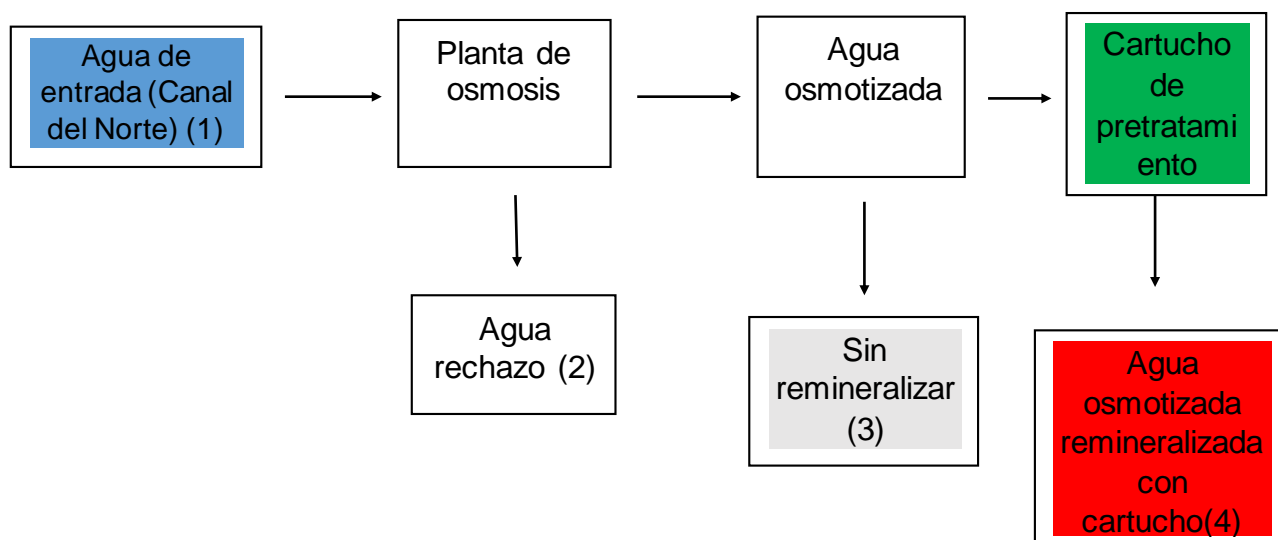 Agua de
entrada (Canal
del Norte) (1)
Planta de
osmosis
Agua
osmotizada
Cartucho
de
pretratami
ento
Agua
rechazo (2)
Sin
remineralizar
(3)
Agua
osmotizada
remineralizada
con
cartucho(4)